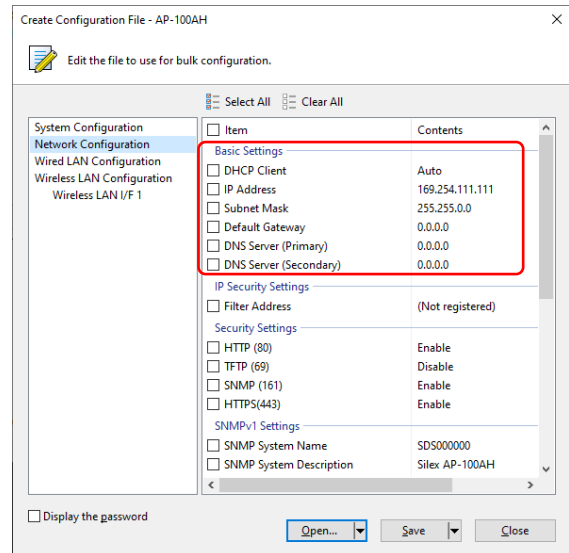 Create Configuration File - AP-100AH
Edit the file to use for bulk configuration.
Select All Clear All
System Configuration
Network Configuration
Wired LAN Configuration
Wireless LAN Configuration
Wireless LAN I/F 1
Item Contents
Basic Settings
DHCP Client Auto
IP Address 169.254.111.111
Subnet Mask 255.255.0.0
Default Gateway 0.0.0.0
DNS Server (Primary) 0.0.0.0
DNS Server (Secondary) 0.0.0.0
IP Security Settings
Filter Address (Not registered)
Security Settings
HTTP (80) Enable
TFTP (69) Disable
SNMP (161) Enable
HTTPS(443) Enable
SNMPv1 Settings
SNMP System Name SDS000000
SNMP System Description Silex AP-100AH
Display the password
Open... Save Close